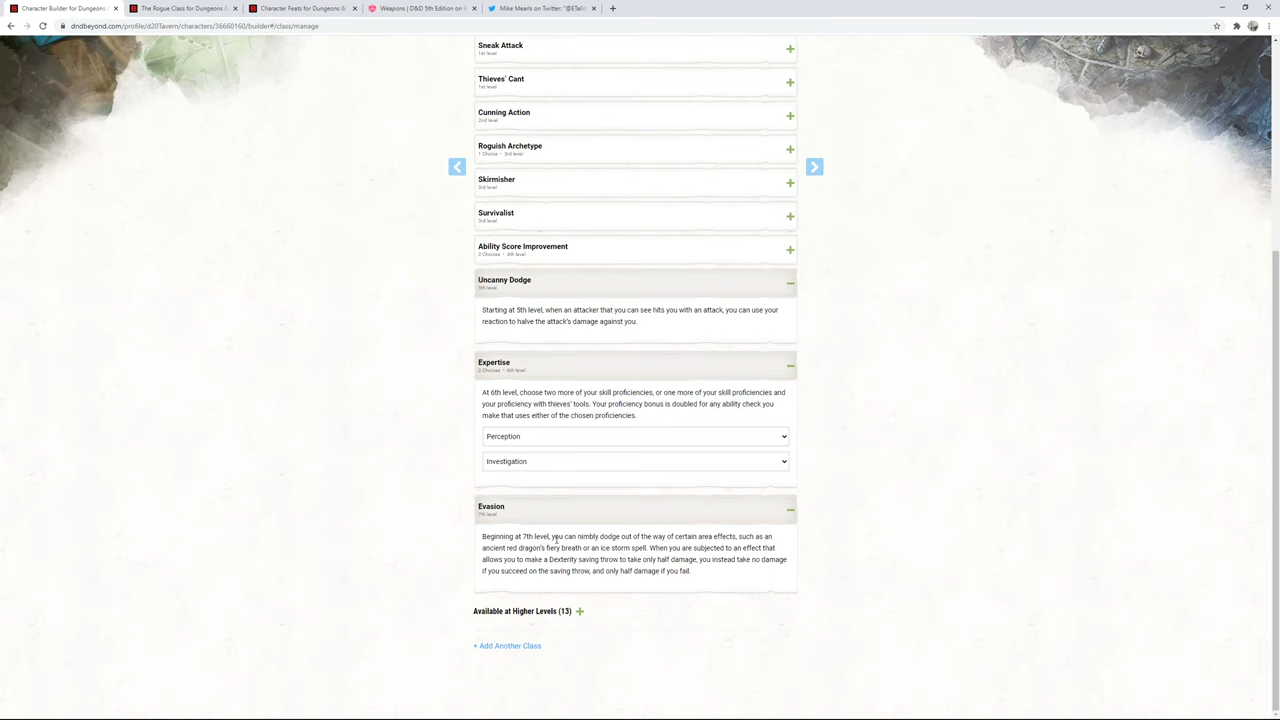 Character Builder for Dungeons
The Rogue Class for Dungeons &
Character Feats for Dungeons &
Weapons | D&D 5th Edition on R
Mike Mearls on Twitter: "@ETalk
dndbeyond.com/profile/d20Tavern/characters/36660160/builder#/class/manage
Sneak Attack
1st level
Thieves' Cant
1st level
Cunning Action
2nd level
Roguish Archetype
1 Choice • 3rd level
Skirmisher
3rd level
Survivalist
3rd level
Ability Score Improvement
2 Choices • 4th level
Uncanny Dodge
5th level
Starting at 5th level, when an attacker that you can see hits you with an attack, you can use your
reaction to halve the attack's damage against you.
Expertise
2 Choices • 6th level
At 6th level, choose two more of your skill proficiencies, or one more of your skill proficiencies and
your proficiency with thieves' tools. Your proficiency bonus is doubled for any ability check you
make that uses either of the chosen proficiencies.
Perception
Investigation
Evasion
7th level
Beginning at 7th level, you can nimbly dodge out of the way of certain area effects, such as an
ancient red dragon's fiery breath or an ice storm spell. When you are subjected to an effect that
allows you to make a Dexterity saving throw to take only half damage, you instead take no damage
if you succeed on the saving throw, and only half damage if you fail.
Available at Higher Levels (13)
+ Add Another Class